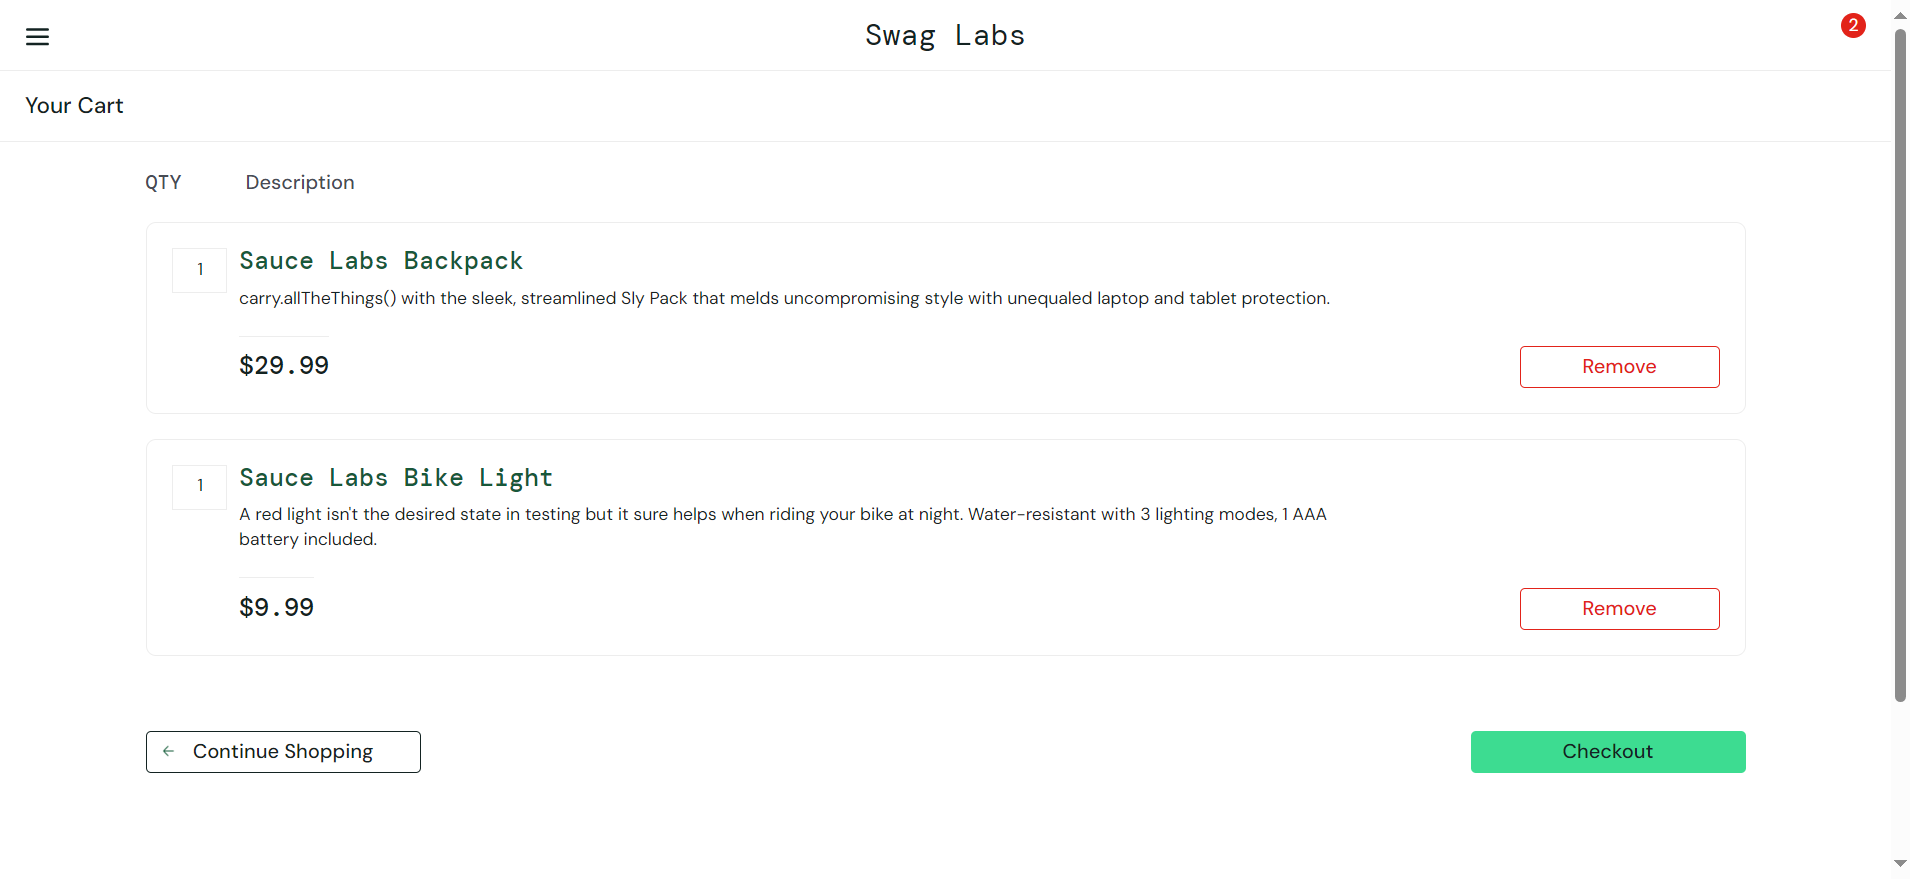 Swag Labs
2
Your Cart
QTY Description
1
Sauce Labs Backpack
carry.allTheThings() with the sleek, streamlined Sly Pack that melds uncompromising style with unequaled laptop and tablet protection.
$29.99
Remove
1
Sauce Labs Bike Light
A red light isn't the desired state in testing but it sure helps when riding your bike at night. Water-resistant with 3 lighting modes, 1 AAA
battery included.
$9.99
Remove
Continue Shopping
Checkout